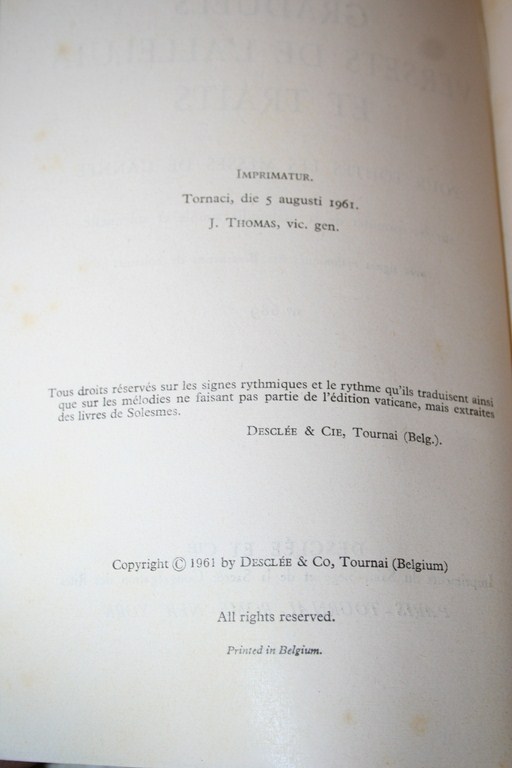 IMPRIMATUR.
Tornaci, die 5 augusti 1961.
J. THOMAS, vic. gen.
Tous droits réservés sur les signes rythmiques et le rythme qu'ils traduisent ainsi
que sur les mélodies ne faisant pas partie de l'édition vaticane, mais extraites
des livres de Solesmes.
DESCLÉE & CIE, Tournai (Belg.).
Copyright © 1961 by DESCLÉE & Co, Tournai (Belgium)
All rights reserved.
Printed in Belgium.